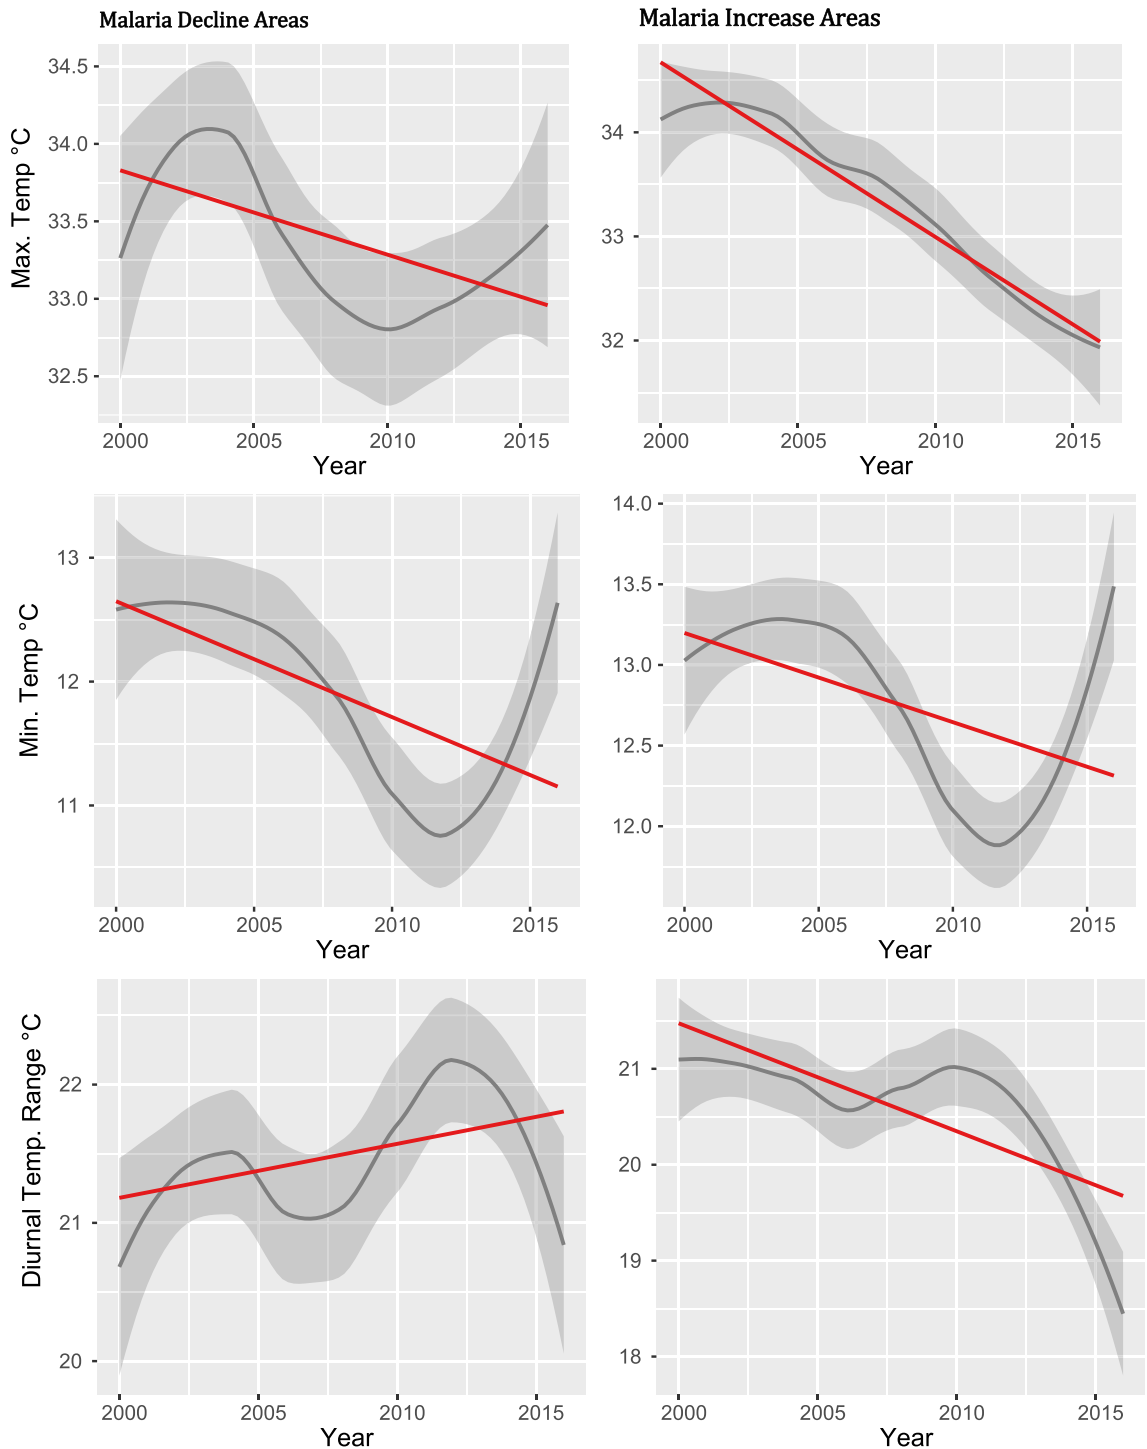 Malaria Decline Areas
Malaria Increase Areas
Max. Temp °C
34.5
34.0
33.5
33.0
32.5
2000 2005 2010 2015
Year
34
33
32
2000 2005 2010 2015
Year
Min. Temp °C
13
12
11
2000 2005 2010 2015
Year
14.0
13.5
13.0
12.5
12.0
2000 2005 2010 2015
Year
Diurnal Temp. Range °C
22
21
20
2000 2005 2010 2015
Year
21
20
19
18
2000 2005 2010 2015
Year